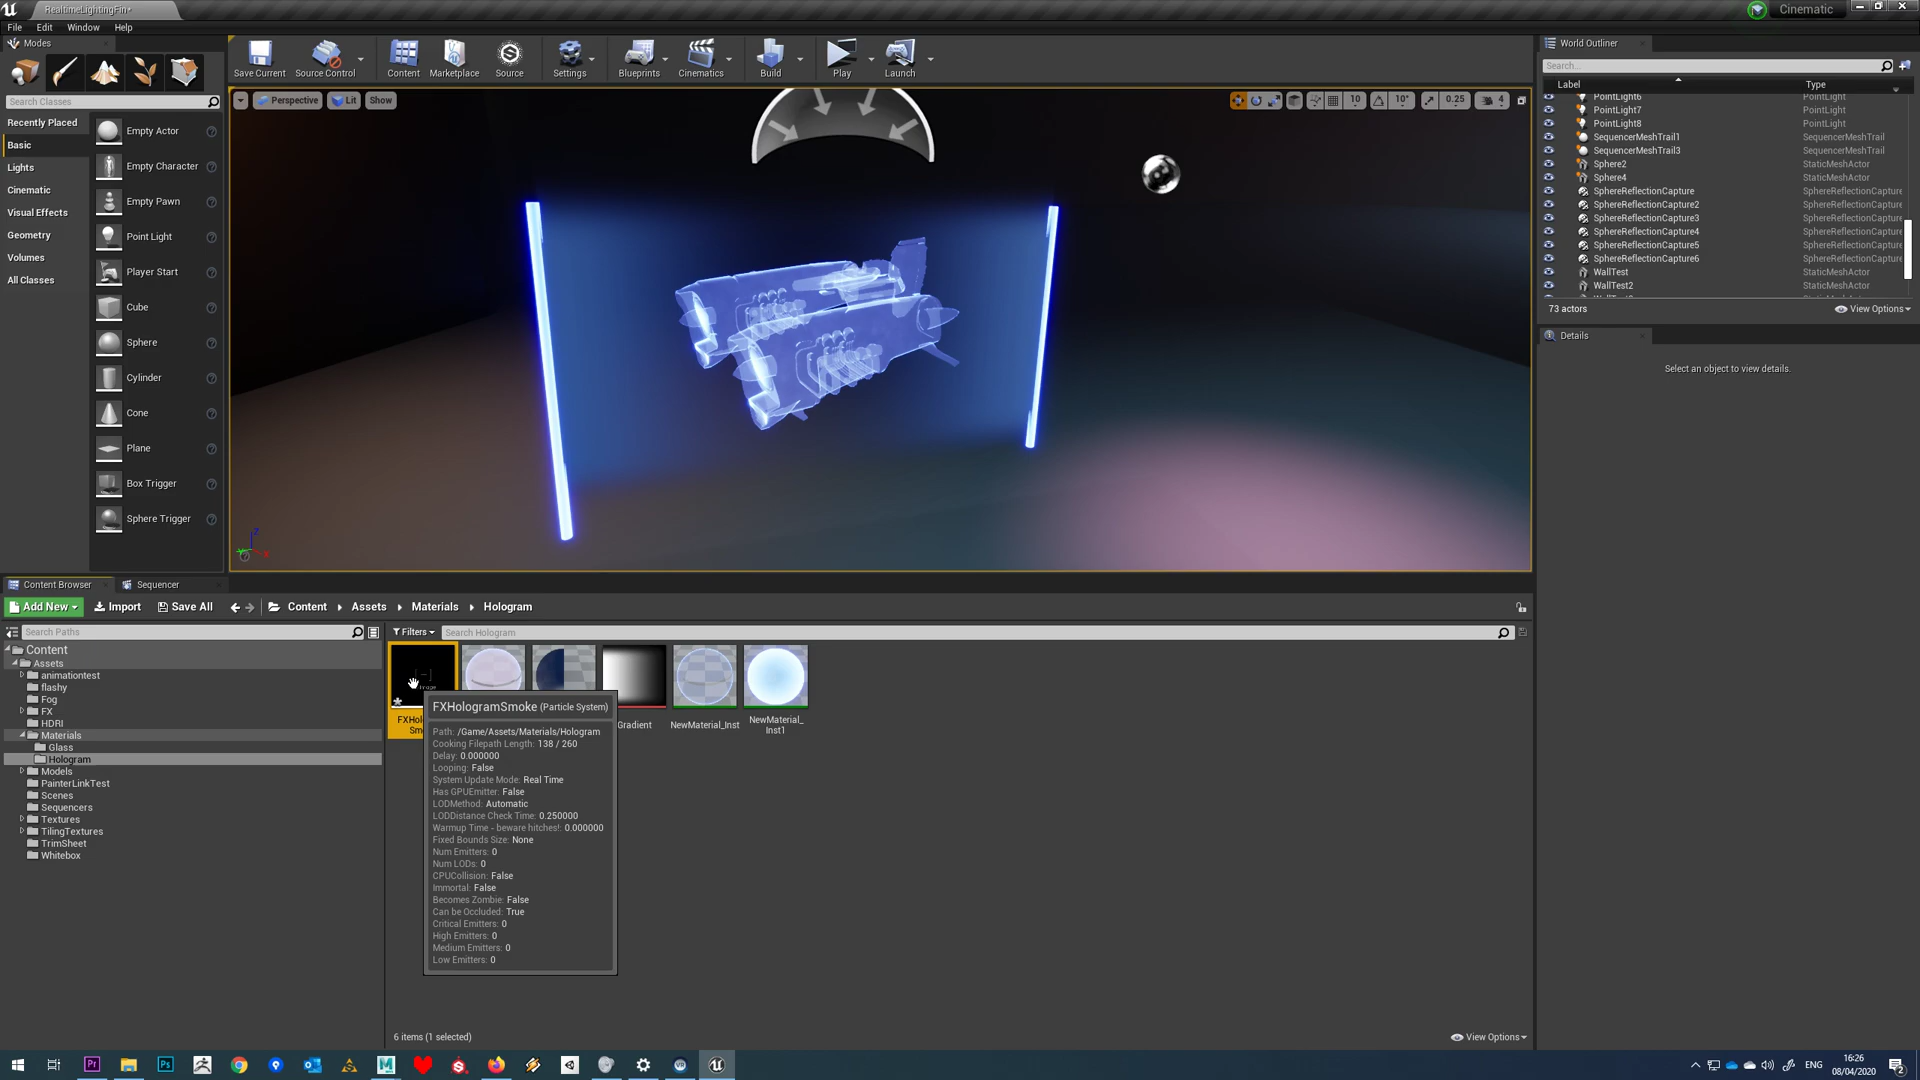 RealtimeLightingFin*
Cinematic
File Edit Window Help
Modes
World Outliner
Save Current
Source Control
Content
Marketplace
Source
Settings
Blueprints
Cinematics
Build
Play
Launch
Search...
Search Classes
Perspective
Lit
Show
10
10°
0.25
4
Label
Type
Recently Placed
Basic
Lights
Cinematic
Visual Effects
Geometry
Volumes
All Classes
Empty Actor
Empty Character
Empty Pawn
Point Light
Player Start
Cube
Sphere
Cylinder
Cone
Plane
Box Trigger
Sphere Trigger
PointLight6 PointLight
PointLight7 PointLight
PointLight8 PointLight
SequencerMeshTrail1 SequencerMeshTrail
SequencerMeshTrail3 SequencerMeshTrail
Sphere2 StaticMeshActor
Sphere4 StaticMeshActor
SphereReflectionCapture SphereReflectionCapture
SphereReflectionCapture2 SphereReflectionCapture
SphereReflectionCapture3 SphereReflectionCapture
SphereReflectionCapture4 SphereReflectionCapture
SphereReflectionCapture5 SphereReflectionCapture
SphereReflectionCapture6 SphereReflectionCapture
WallTest StaticMeshActor
WallTest2 StaticMeshActor
73 actors
View Options
Details
Select an object to view details.
Z
Content Browser
Sequencer
Add New
Import
Save All
Content
Assets
Materials
Hologram
Search Paths
Filters
Search Hologram
Content
Assets
animationtest
flashy
Fog
FX
HDRI
Materials
Glass
Hologram
Models
PainterLinkTest
Scenes
Sequencers
Textures
TilingTextures
TrimSheet
Whitebox
Gradient
NewMaterial_Inst
NewMaterial_
Inst1
FXHologramSmoke (Particle System)
Path: /Game/Assets/Materials/Hologram
Cooking Filepath Length: 138 / 260
Delay: 0.000000
Looping: False
System Update Mode: Real Time
Has GPUEmitter: False
LODMethod: Automatic
LODDistance Check Time: 0.250000
Warmup Time - beware hitches!: 0.000000
Fixed Bounds Size: None
Num Emitters: 0
Num LODs: 0
CPUCollision: False
Immortal: False
Becomes Zombie: False
Can be Occluded: True
Critical Emitters: 0
High Emitters: 0
Medium Emitters: 0
Low Emitters: 0
6 items (1 selected)
View Options
Pr
Ps
M
ENG
16:26
08/04/2020
2